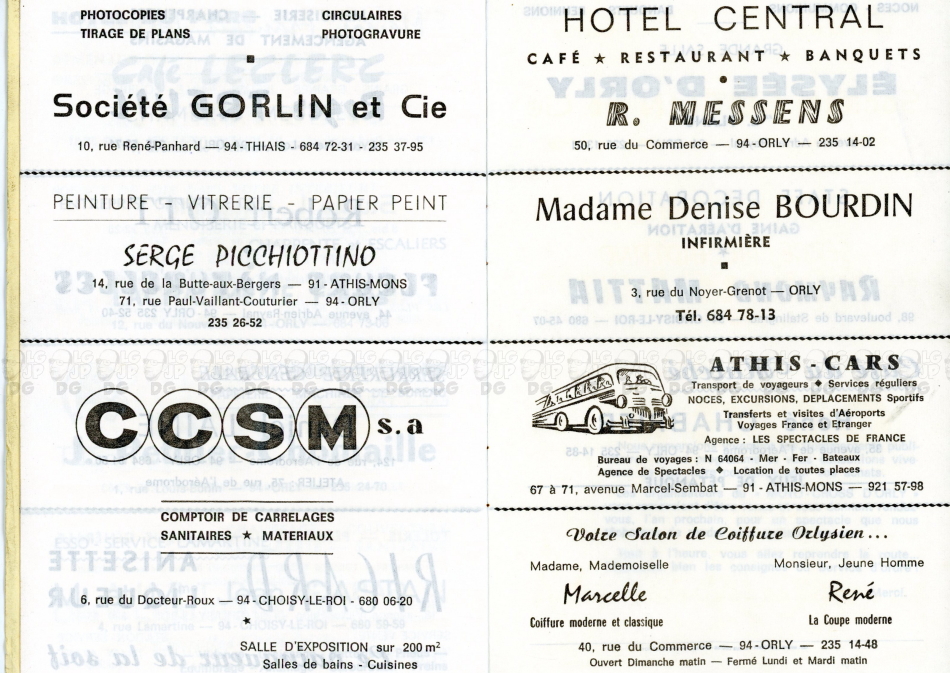 PHOTOCOPIES CIRCULAIRES
TIRAGE DE PLANS PHOTOGRAVURE
Société GORLIN et Cie
10, rue René-Panhard — 94 - THIAIS - 684 72-31 - 235 37-95
PEINTURE - VITRERIE - PAPIER PEINT
SERGE PICCHIOTTINO
14, rue de la Butte-aux-Bergers — 91 - ATHIS-MONS
71, rue Paul-Vaillant-Couturier — 94 - ORLY
235 26-52
CCSM s.a
COMPTOIR DE CARRELAGES
SANITAIRES ★ MATERIAUX
6, rue du Docteur-Roux — 94 - CHOISY-LE-ROI - 680 06-20
★
SALLE D'EXPOSITION sur 200 m²
Salles de bains - Cuisines
HOTEL CENTRAL
CAFÉ ★ RESTAURANT ★ BANQUETS
R. MESSENS
50, rue du Commerce — 94 - ORLY — 235 14-02
Madame Denise BOURDIN
INFIRMIÈRE
3, rue du Noyer-Grenot — ORLY
Tél. 684 78-13
ATHIS-CARS
Transport de voyageurs ◆ Services réguliers
NOCES, EXCURSIONS, DEPLACEMENTS Sportifs
Transferts et visites d'Aéroports
Voyages France et Etranger
Agence : LES SPECTACLES DE FRANCE
Bureau de voyages : N 64064 - Mer - Fer - Bateaux
Agence de Spectacles ◆ Location de toutes places
67 à 71, avenue Marcel-Sembat — 91 - ATHIS-MONS — 921 57-98
Votre Salon de Coiffure Orlysien...
Madame, Mademoiselle Monsieur, Jeune Homme
Marcelle René
Coiffure moderne et classique La Coupe moderne
40, rue du Commerce — 94 - ORLY — 235 14-48
Ouvert Dimanche matin — Fermé Lundi et Mardi matin